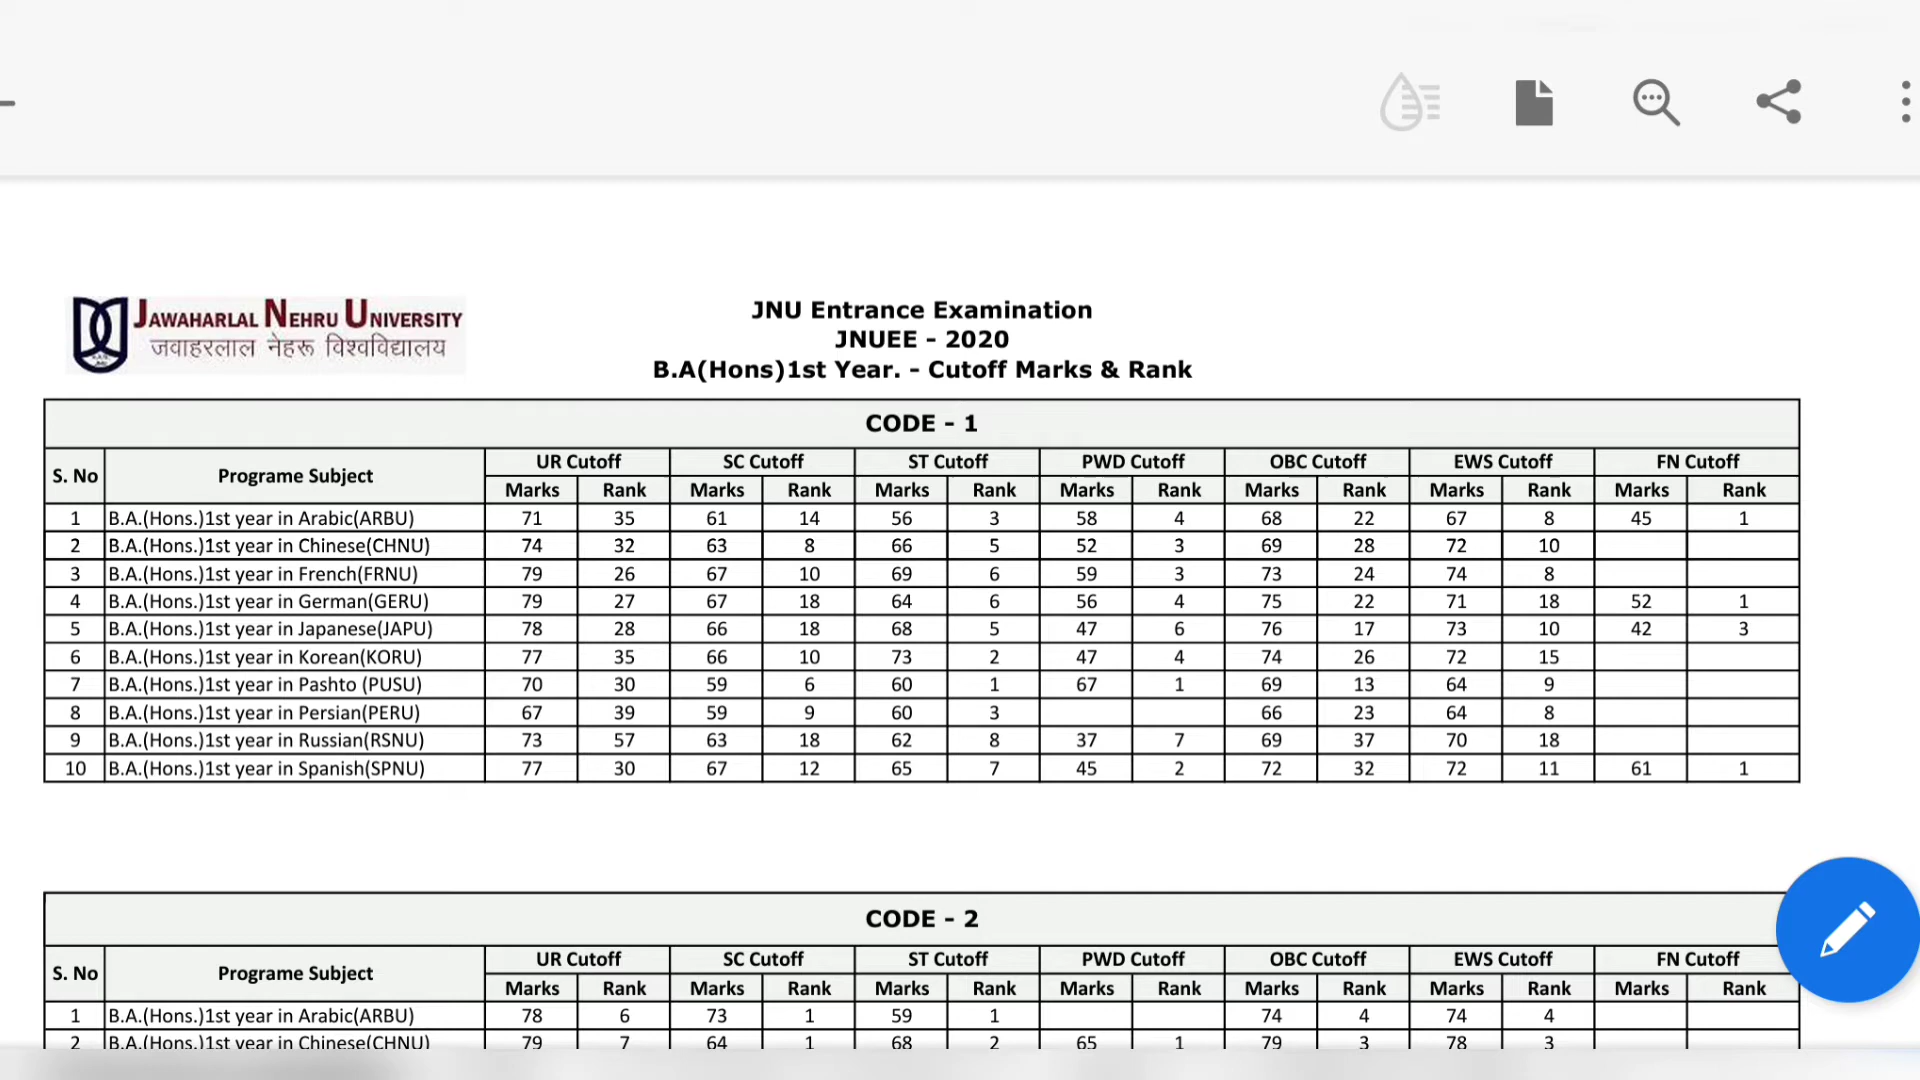 JAWAHARLAL NEHRU UNIVERSITY
जवाहरलाल नेहरू विश्वविद्यालय
JNU Entrance Examination
JNUEE - 2020
B.A(Hons)1st Year. - Cutoff Marks & Rank
CODE - 1
S. No Programe Subject UR Cutoff SC Cutoff ST Cutoff PWD Cutoff OBC Cutoff EWS Cutoff FN Cutoff
Marks Rank Marks Rank Marks Rank Marks Rank Marks Rank Marks Rank Marks Rank
1 B.A.(Hons.)1st year in Arabic(ARBU) 71 35 61 14 56 3 58 4 68 22 67 8 45 1
2 B.A.(Hons.)1st year in Chinese(CHNU) 74 32 63 8 66 5 52 3 69 28 72 10
3 B.A.(Hons.)1st year in French(FRNU) 79 26 67 10 69 6 59 3 73 24 74 8
4 B.A.(Hons.)1st year in German(GERU) 79 27 67 18 64 6 56 4 75 22 71 18 52 1
5 B.A.(Hons.)1st year in Japanese(JAPU) 78 28 66 18 68 5 47 6 76 17 73 10 42 3
6 B.A.(Hons.)1st year in Korean(KORU) 77 35 66 10 73 2 47 4 74 26 72 15
7 B.A.(Hons.)1st year in Pashto (PUSU) 70 30 59 6 60 1 67 1 69 13 64 9
8 B.A.(Hons.)1st year in Persian(PERU) 67 39 59 9 60 3 66 23 64 8
9 B.A.(Hons.)1st year in Russian(RSNU) 73 57 63 18 62 8 37 7 69 37 70 18
10 B.A.(Hons.)1st year in Spanish(SPNU) 77 30 67 12 65 7 45 2 72 32 72 11 61 1
CODE - 2
S. No Programe Subject UR Cutoff SC Cutoff ST Cutoff PWD Cutoff OBC Cutoff EWS Cutoff FN Cutoff
Marks Rank Marks Rank Marks Rank Marks Rank Marks Rank Marks Rank Marks Rank
1 B.A.(Hons.)1st year in Arabic(ARBU) 78 6 73 1 59 1 74 4 74 4
2 B.A.(Hons.)1st year in Chinese(CHNU) 79 7 64 1 68 2 65 1 79 3 78 3